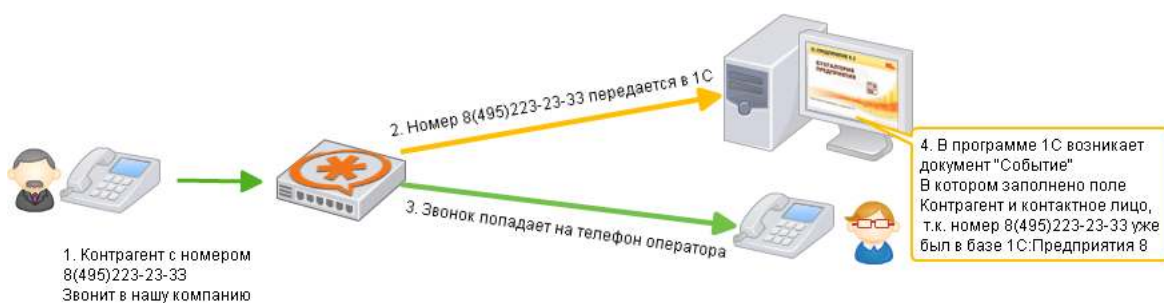 1. Контрагент с номером
8(495)223-23-33
Звонит в нашу компанию
2. Номер 8(495)223-23-33 передается в 1С
3. Звонок попадает на телефон оператора
БУХГАЛТЕРИЯ
ПРЕДПРИЯТИЯ
4. В программе 1С возникает
документ "Событие"
В котором заполнено поле
Контрагент и контактное лицо,
т.к. номер 8(495)223-23-33 уже
был в базе 1С:Предприятия 8